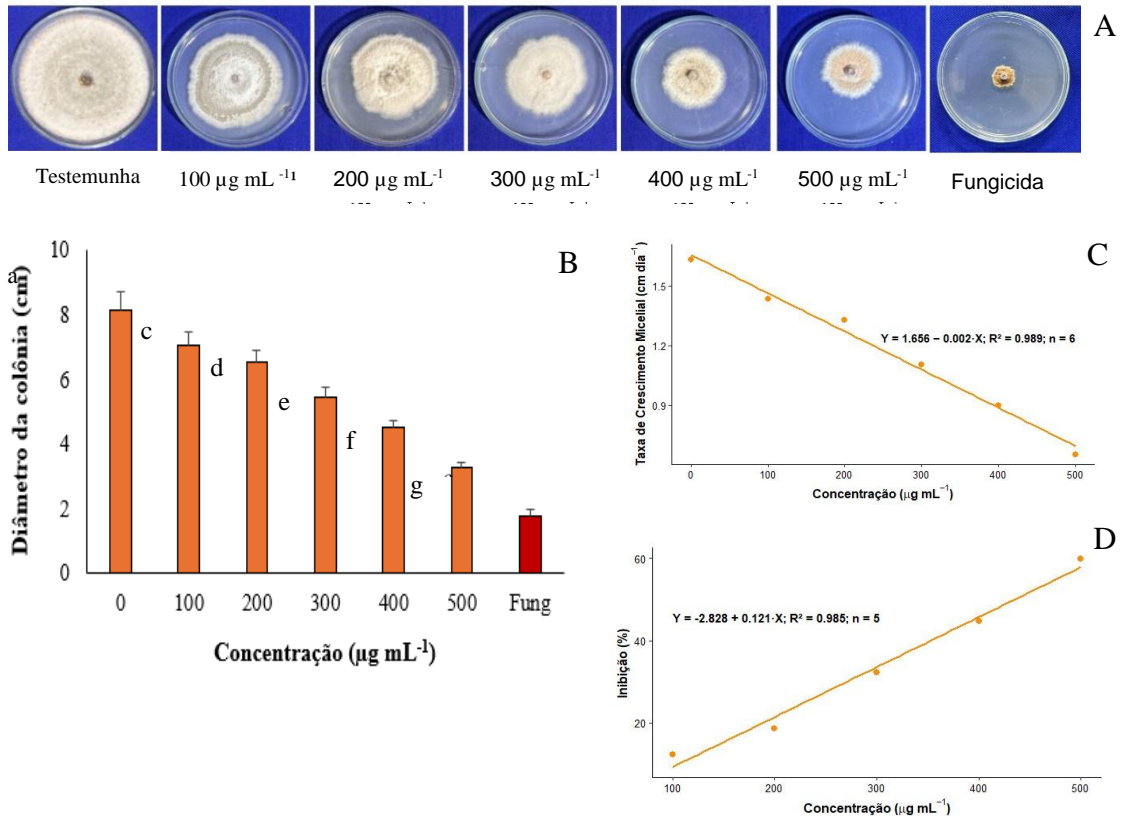 A
Testemunha 100 µg mL -¹¹ 200 µg mL⁻¹ 300 µg mL⁻¹ 400 µg mL⁻¹ 500 µg mL⁻¹ Fungicida
B
a
c
d
e
f
g
Diâmetro da colônia (cm)
10
8
6
4
2
0
0 100 200 300 400 500 Fung
Concentração (µg mL⁻¹)
C
Taxa de Crescimento Micelial (cm dia⁻¹)
1.5
1.2
0.9
Y = 1.656 − 0.002·X; R² = 0.989; n = 6
0 100 200 300 400 500
Concentração (µg mL⁻¹)
D
Inibição (%)
60
40
20
Y = -2.828 + 0.121·X; R² = 0.985; n = 5
100 200 300 400 500
Concentração (µg mL⁻¹)